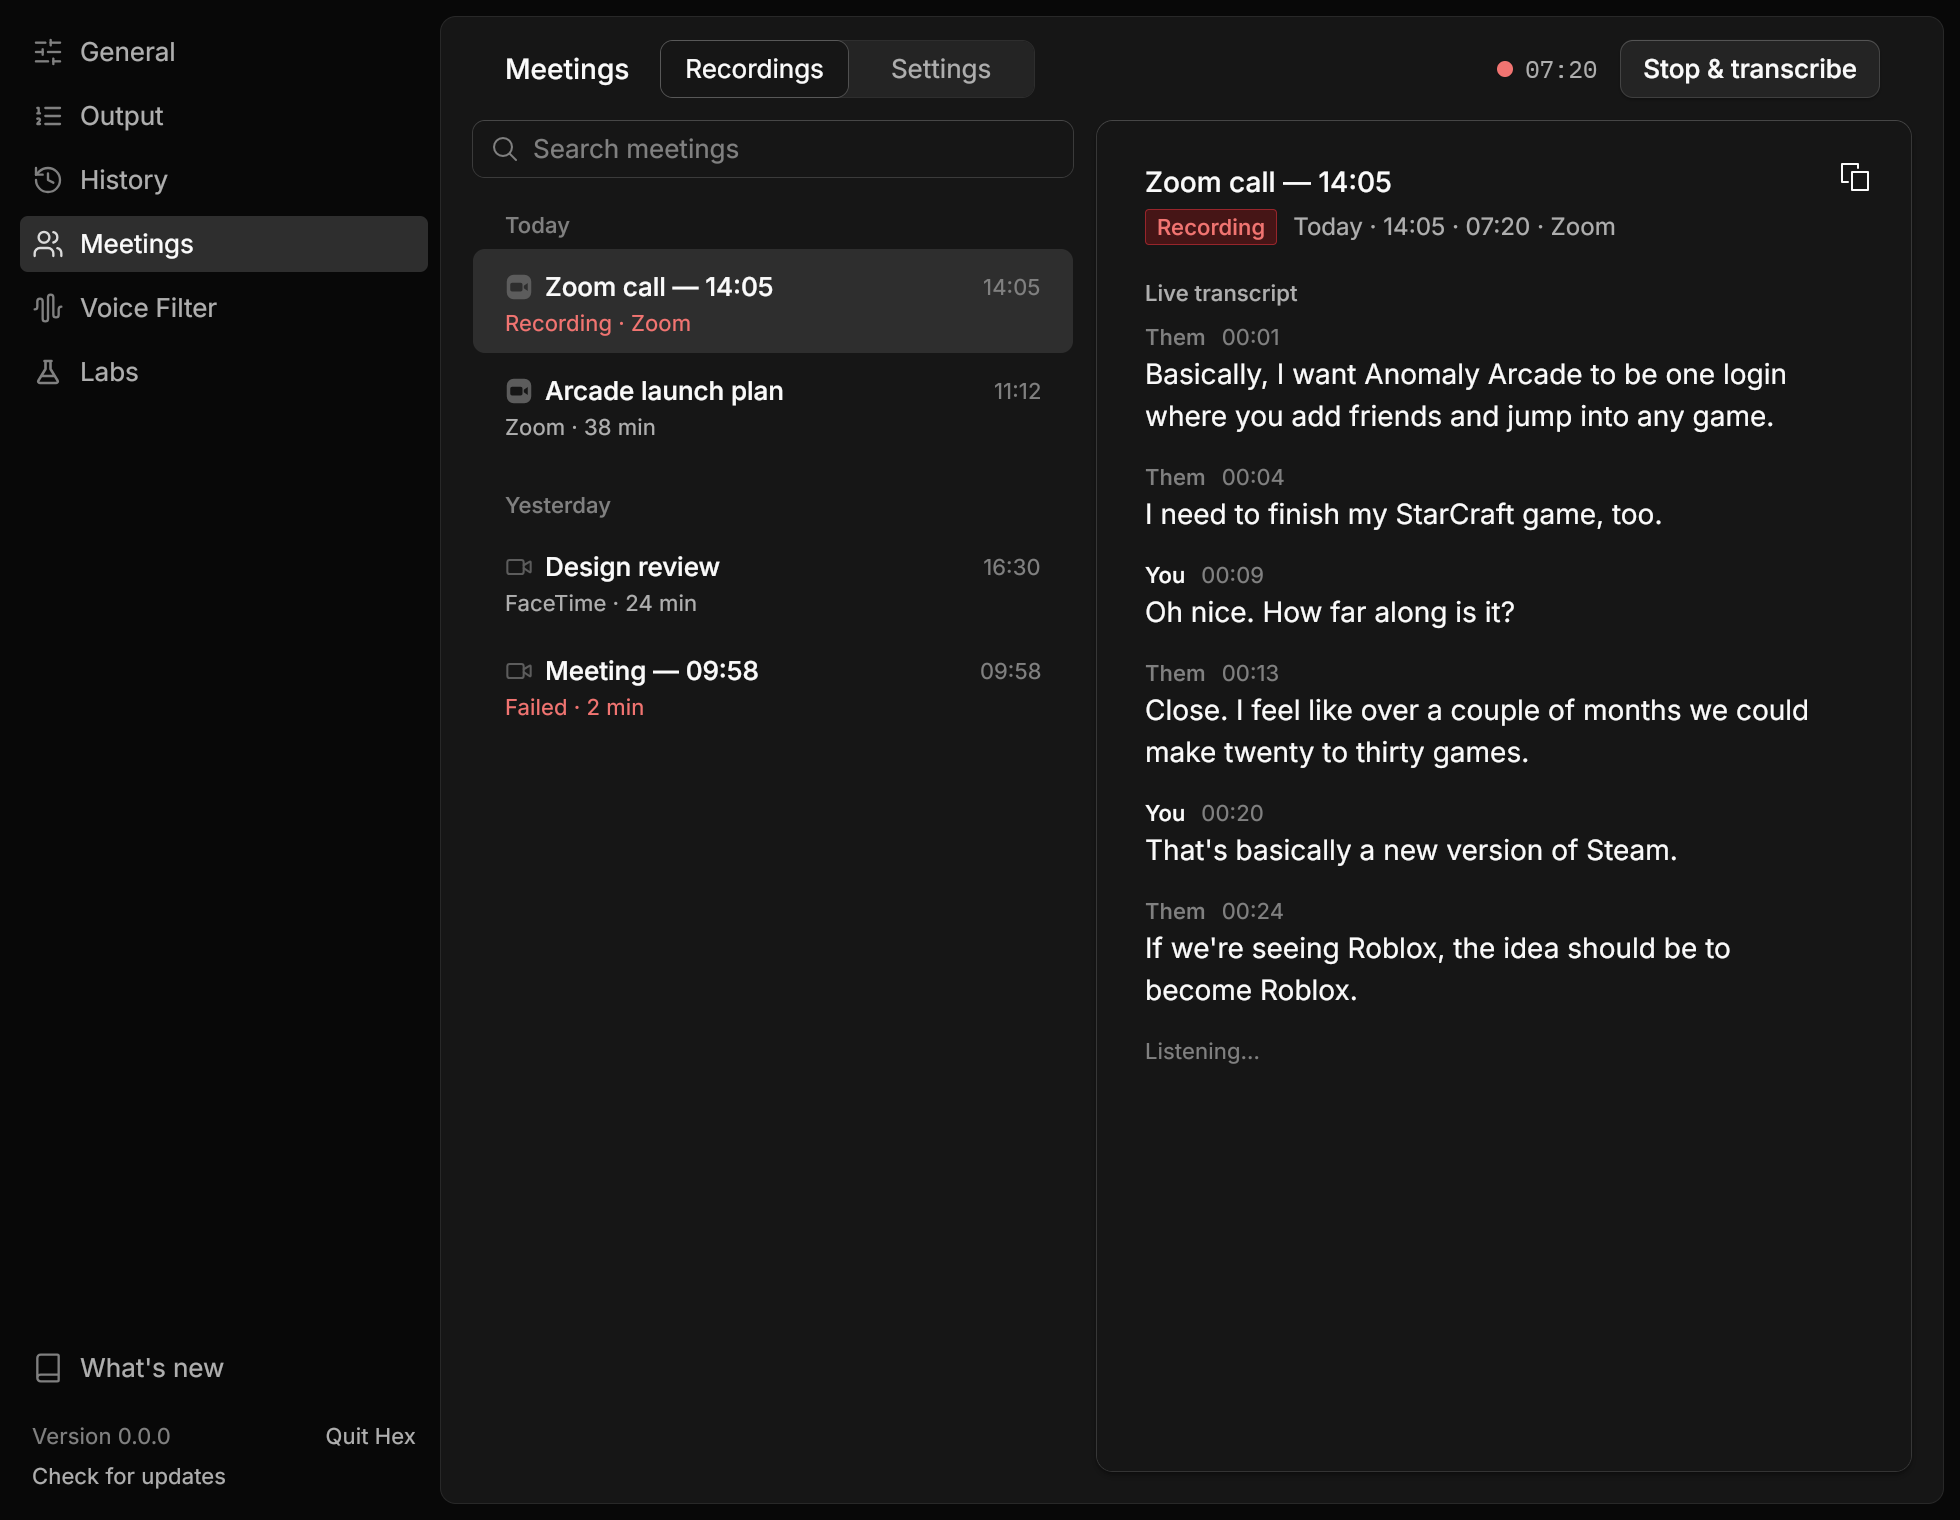 General
Output
History
Meetings
Voice Filter
Labs
What's new
Version 0.0.0
Quit Hex
Check for updates
Meetings
Recordings
Settings
07:20
Stop & transcribe
Search meetings
Today
Zoom call — 14:05
14:05
Recording · Zoom
Arcade launch plan
11:12
Zoom · 38 min
Yesterday
Design review
16:30
FaceTime · 24 min
Meeting — 09:58
09:58
Failed · 2 min
Zoom call — 14:05
Recording Today · 14:05 · 07:20 · Zoom
Live transcript
Them 00:01
Basically, I want Anomaly Arcade to be one login
where you add friends and jump into any game.
Them 00:04
I need to finish my StarCraft game, too.
You 00:09
Oh nice. How far along is it?
Them 00:13
Close. I feel like over a couple of months we could
make twenty to thirty games.
You 00:20
That's basically a new version of Steam.
Them 00:24
If we're seeing Roblox, the idea should be to
become Roblox.
Listening...